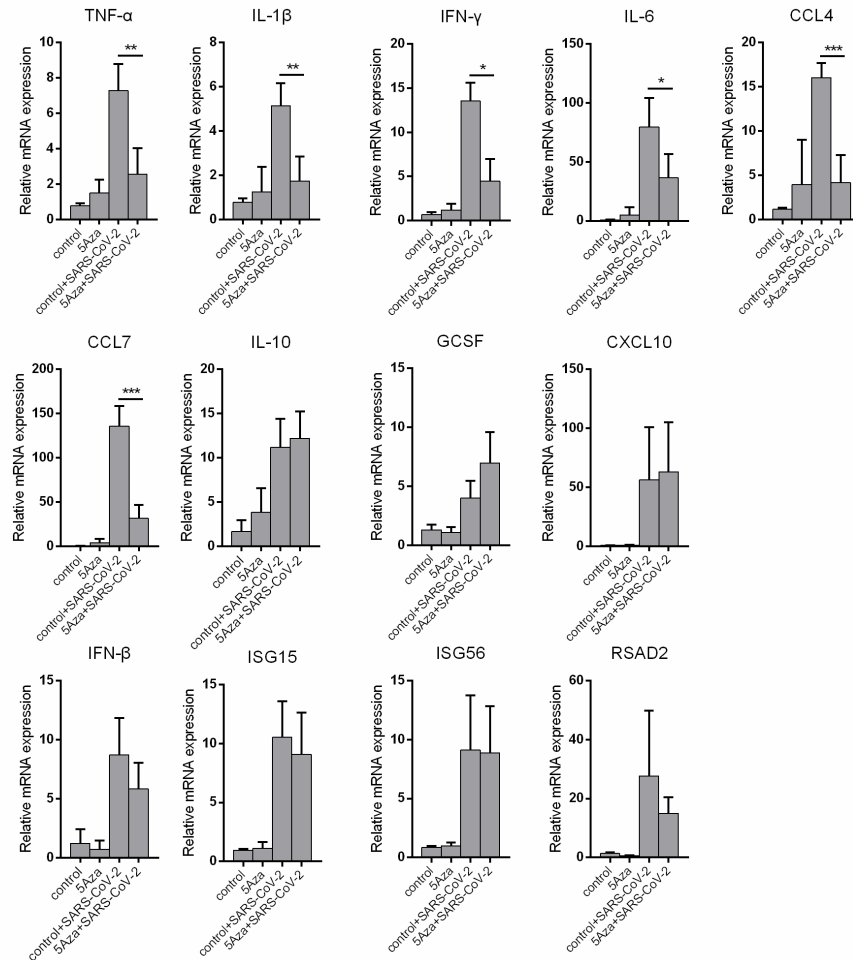 TNF-α
Relative mRNA expression
10
8
6
4
2
0
**
control
5Aza
control+SARS-CoV-2
5Aza+SARS-CoV-2
IL-1β
Relative mRNA expression
8
6
4
2
0
**
control
5Aza
control+SARS-CoV-2
5Aza+SARS-CoV-2
IFN-γ
Relative mRNA expression
20
15
10
5
0
*
control
5Aza
control+SARS-CoV-2
5Aza+SARS-CoV-2
IL-6
Relative mRNA expression
150
100
50
0
*
control
5Aza
control+SARS-CoV-2
5Aza+SARS-CoV-2
CCL4
Relative mRNA expression
20
15
10
5
0
***
control
5Aza
control+SARS-CoV-2
5Aza+SARS-CoV-2
CCL7
Relative mRNA expression
200
150
100
50
0
***
control
5Aza
control+SARS-CoV-2
5Aza+SARS-CoV-2
IL-10
Relative mRNA expression
20
15
10
5
0
control
5Aza
control+SARS-CoV-2
5Aza+SARS-CoV-2
GCSF
Relative mRNA expression
15
10
5
0
control
5Aza
control+SARS-CoV-2
5Aza+SARS-CoV-2
CXCL10
Relative mRNA expression
150
100
50
0
control
5Aza
control+SARS-CoV-2
5Aza+SARS-CoV-2
IFN-β
Relative mRNA expression
15
10
5
0
control
5Aza
control+SARS-CoV-2
5Aza+SARS-CoV-2
ISG15
Relative mRNA expression
15
10
5
0
control
5Aza
control+SARS-CoV-2
5Aza+SARS-CoV-2
ISG56
Relative mRNA expression
15
10
5
0
control
5Aza
control+SARS-CoV-2
5Aza+SARS-CoV-2
RSAD2
Relative mRNA expression
60
40
20
0
control
5Aza
control+SARS-CoV-2
5Aza+SARS-CoV-2